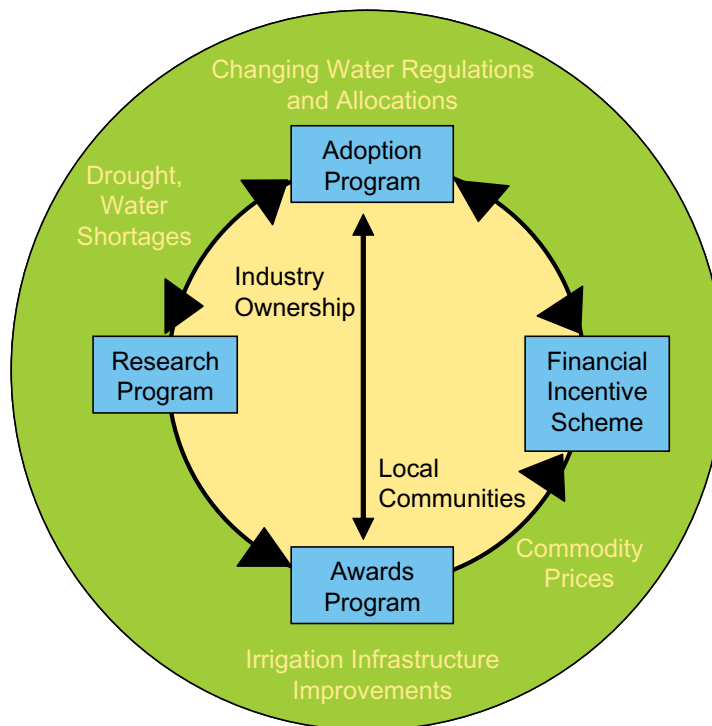 Changing Water Regulations
and Allocations
Adoption
Program
Drought,
Water
Shortages
Industry
Ownership
Research
Program
Financial
Incentive
Scheme
Local
Communities
Awards
Program
Commodity
Prices
Irrigation Infrastructure
Improvements